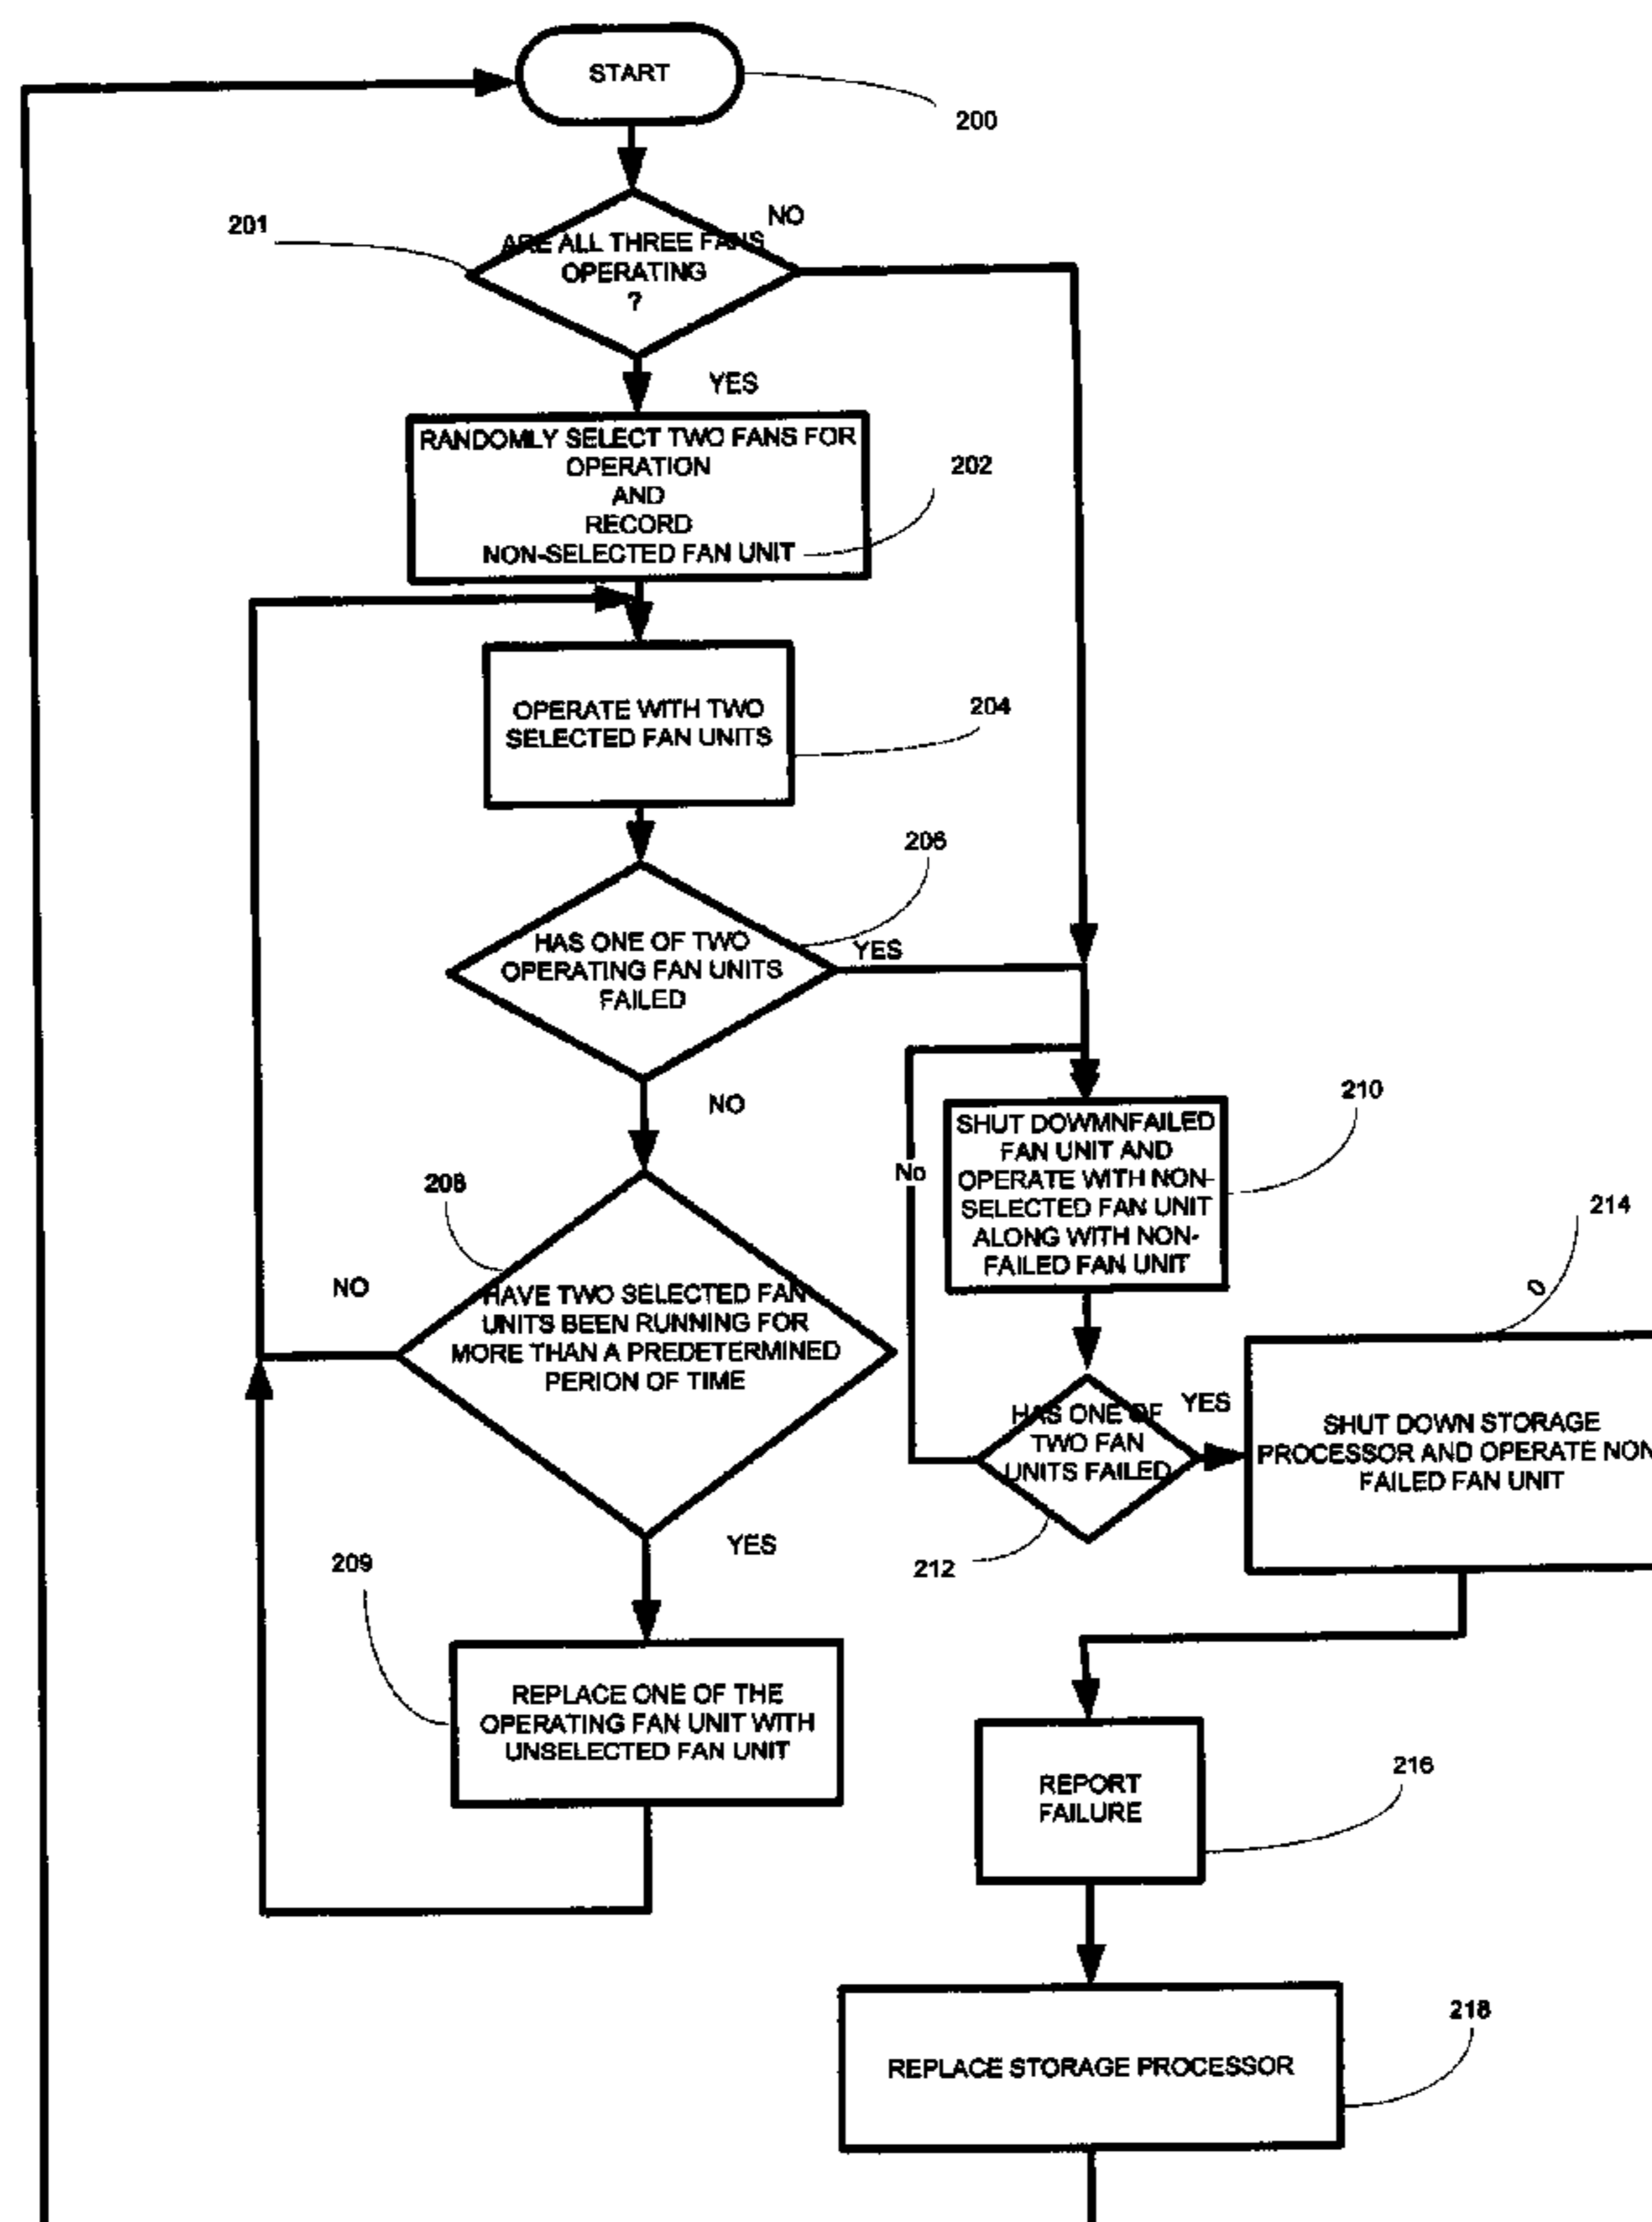 START
200
201
NO
ARE ALL THREE FANS
OPERATING
?
YES
RANDOMLY SELECT TWO FANS FOR
OPERATION
AND
RECORD
NON-SELECTED FAN UNIT
202
OPERATE WITH TWO
SELECTED FAN UNITS
204
206
HAS ONE OF TWO
OPERATING FAN UNITS
FAILED
YES
NO
208
NO
HAVE TWO SELECTED FAN
UNITS BEEN RUNNING FOR
MORE THAN A PREDETERMINED
PERION OF TIME
YES
209
REPLACE ONE OF THE
OPERATING FAN UNIT WITH
UNSELECTED FAN UNIT
210
SHUT DOWMNFAILED
FAN UNIT AND
OPERATE WITH NON-
SELECTED FAN UNIT
ALONG WITH NON-
FAILED FAN UNIT
No
HAS ONE OF
TWO FAN
UNITS FAILED
YES
212
214
0
SHUT DOWN STORAGE
PROCESSOR AND OPERATE NON
FAILED FAN UNIT
REPORT
FAILURE
216
REPLACE STORAGE PROCESSOR
218